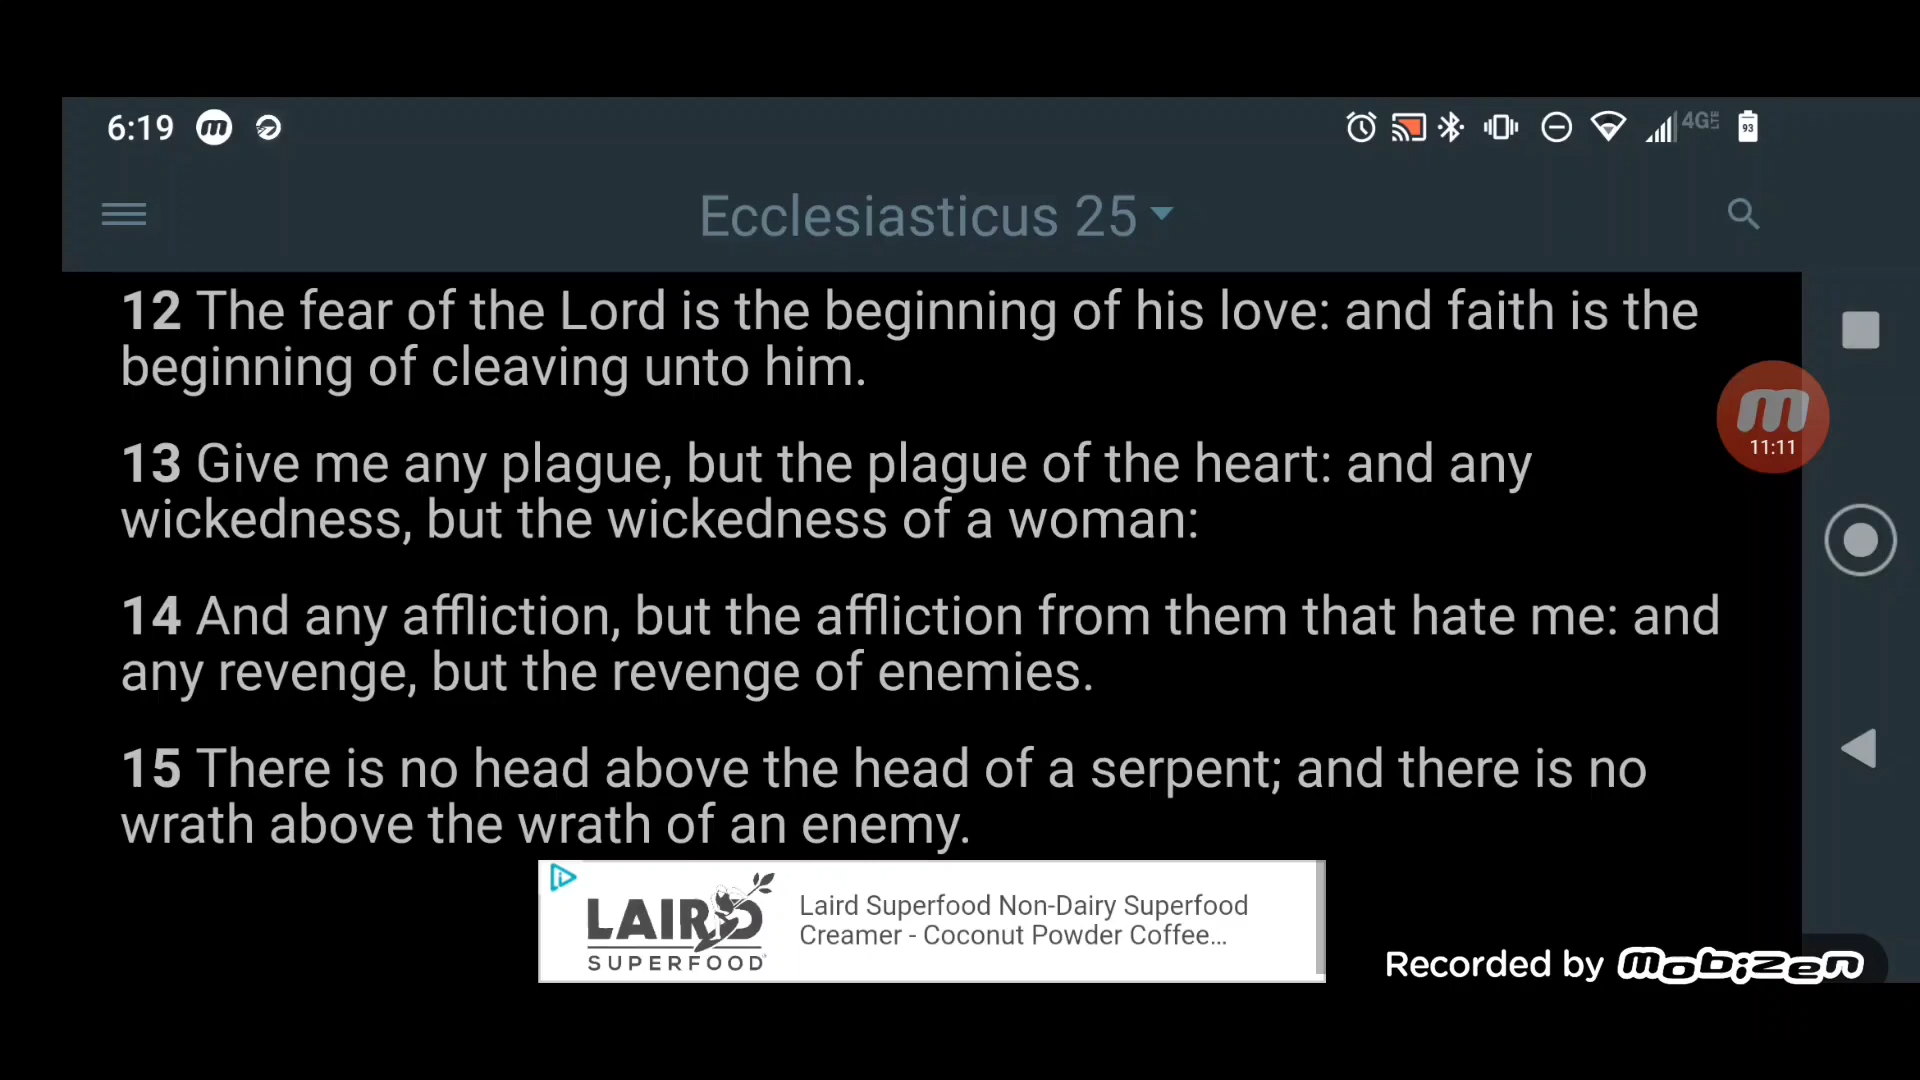 6:19
4G LTE
93
Ecclesiasticus 25
12 The fear of the Lord is the beginning of his love: and faith is the
beginning of cleaving unto him.
13 Give me any plague, but the plague of the heart: and any
wickedness, but the wickedness of a woman:
14 And any affliction, but the affliction from them that hate me: and
any revenge, but the revenge of enemies.
15 There is no head above the head of a serpent; and there is no
wrath above the wrath of an enemy.
m
11:11
LAIRD
SUPERFOOD
Laird Superfood Non-Dairy Superfood
Creamer - Coconut Powder Coffee...
Recorded by mobizen